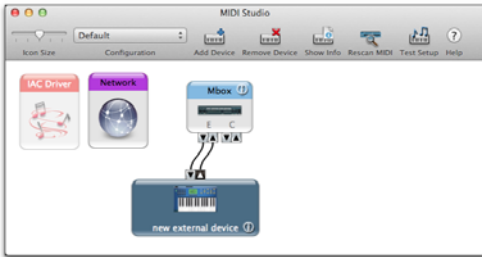 MIDI Studio
Default
Icon Size
Configuration
Add Device
Remove Device
Show Info
Rescan MIDI
Test Setup
?
Help
IAC Driver
Network
Mbox
i
E C
new external device i